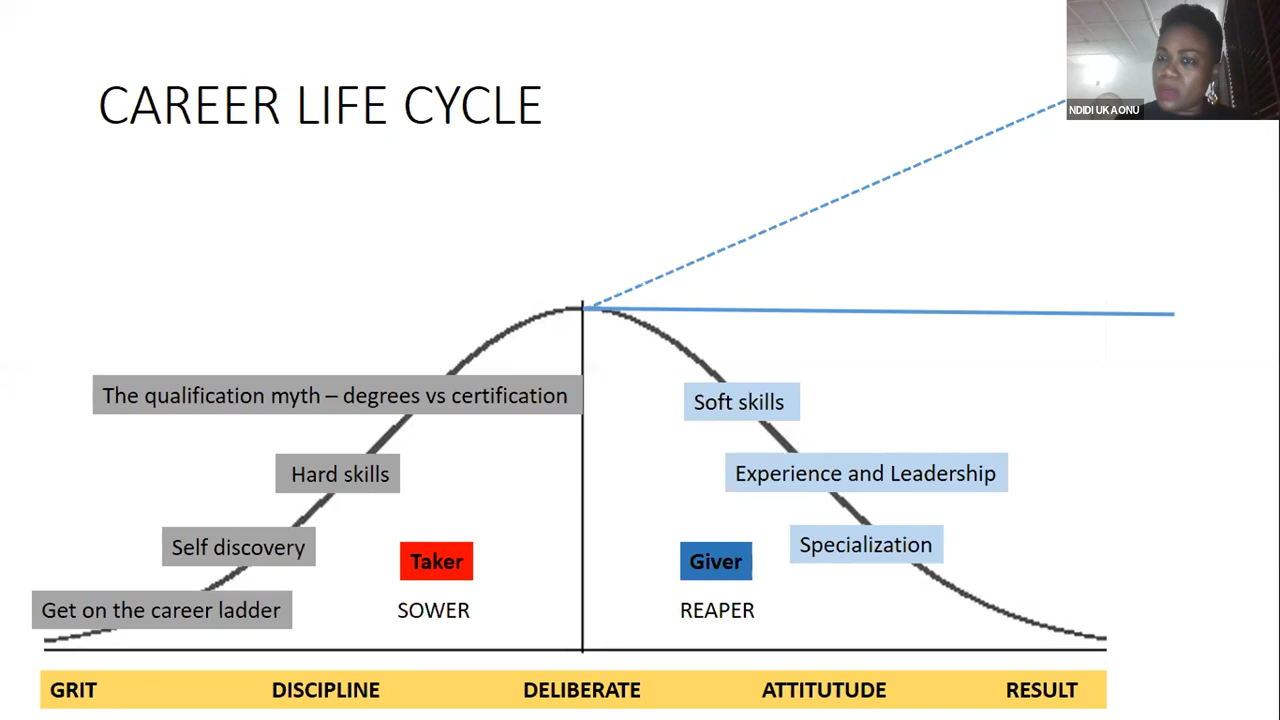 NDIDI UKAONU
CAREER LIFE CYCLE
The qualification myth – degrees vs certification
Soft skills
Hard skills
Experience and Leadership
Self discovery
Specialization
Taker
Giver
Get on the career ladder
SOWER
REAPER
GRIT DISCIPLINE DELIBERATE ATTITUTUDE RESULT